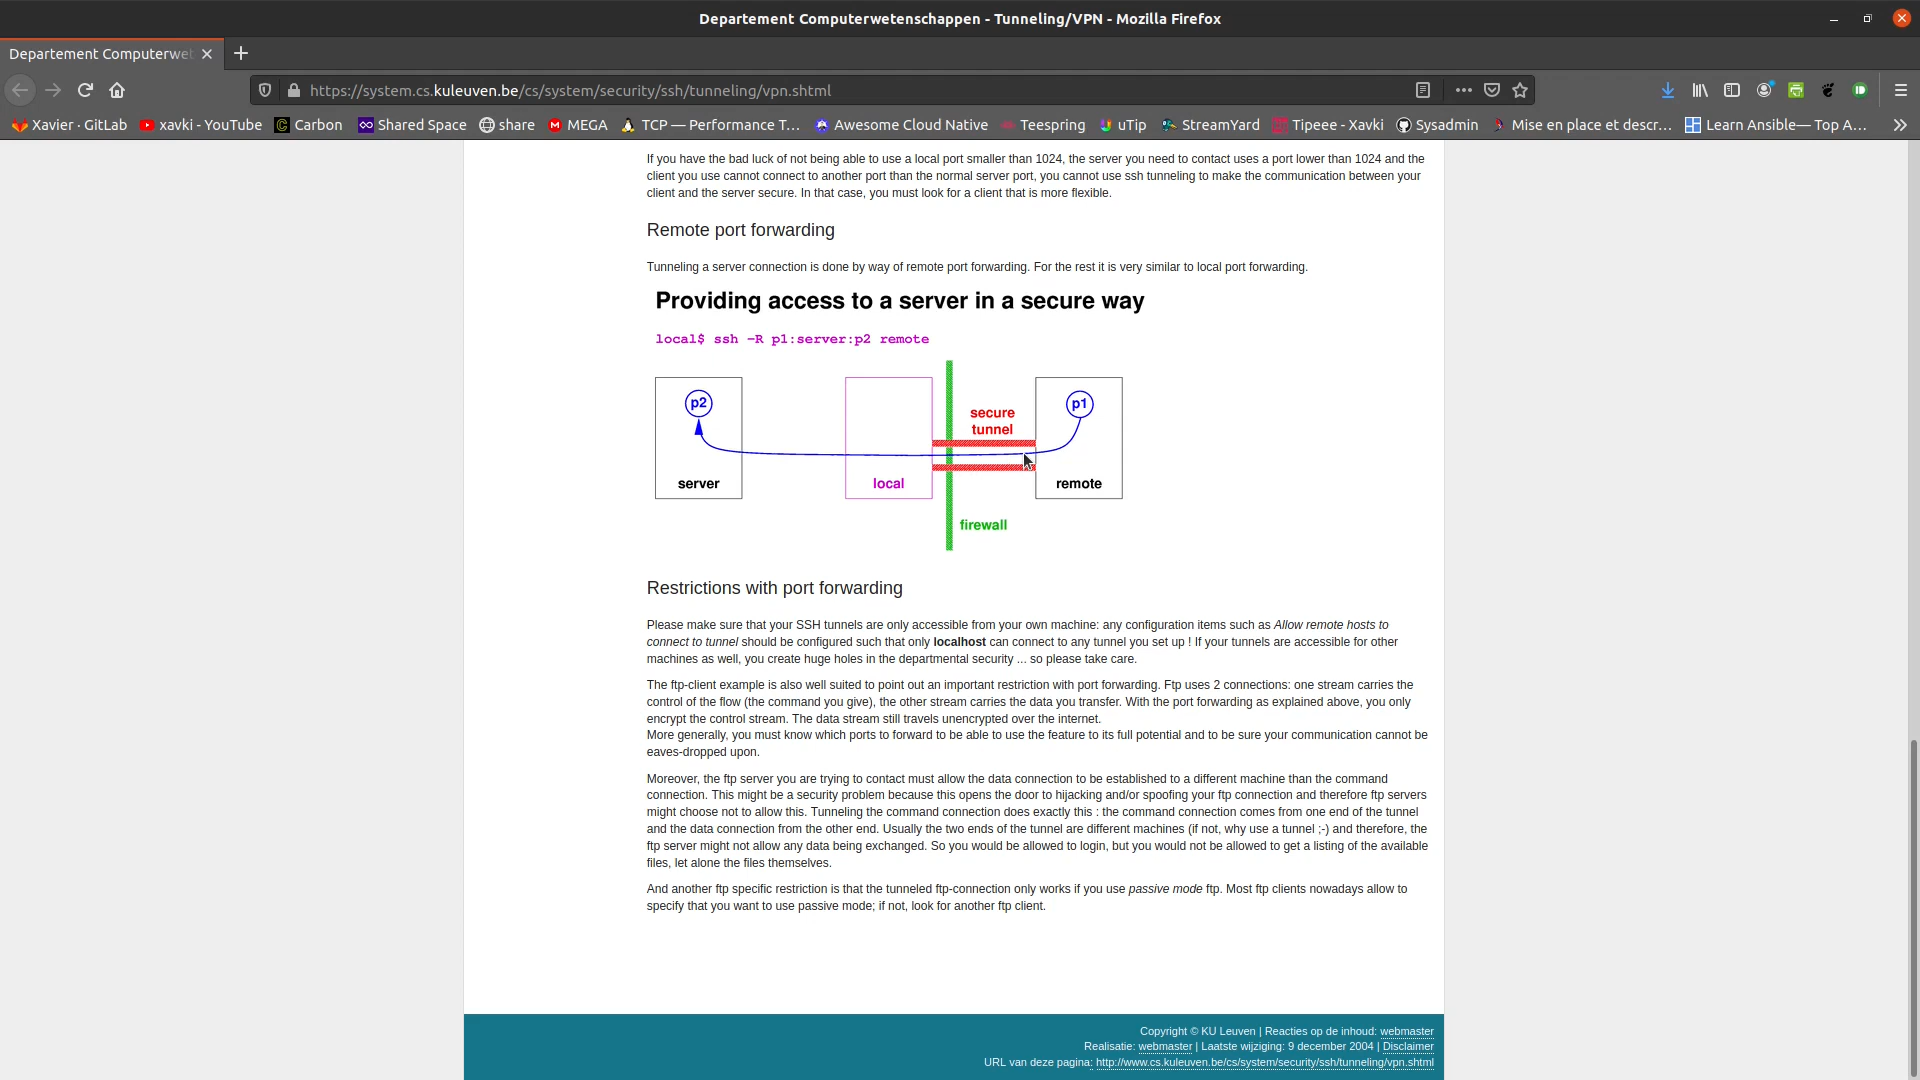 Departement Computerwetenschappen - Tunneling/VPN - Mozilla Firefox
Departement Computerwet
https://system.cs.kuleuven.be/cs/system/security/ssh/tunneling/vpn.shtml
Xavier · GitLab xavki - YouTube Carbon Shared Space share MEGA TCP — Performance T... Awesome Cloud Native Teespring uTip StreamYard Tipeee - Xavki Sysadmin Mise en place et descr... Learn Ansible— Top A...
If you have the bad luck of not being able to use a local port smaller than 1024, the server you need to contact uses a port lower than 1024 and the
client you use cannot connect to another port than the normal server port, you cannot use ssh tunneling to make the communication between your
client and the server secure. In that case, you must look for a client that is more flexible.
Remote port forwarding
Tunneling a server connection is done by way of remote port forwarding. For the rest it is very similar to local port forwarding.
Providing access to a server in a secure way
local$ ssh -R p1:server:p2 remote
p2
p1
secure
tunnel
server
local
remote
firewall
Restrictions with port forwarding
Please make sure that your SSH tunnels are only accessible from your own machine: any configuration items such as Allow remote hosts to
connect to tunnel should be configured such that only localhost can connect to any tunnel you set up ! If your tunnels are accessible for other
machines as well, you create huge holes in the departmental security ... so please take care.
The ftp-client example is also well suited to point out an important restriction with port forwarding. Ftp uses 2 connections: one stream carries the
control of the flow (the command you give), the other stream carries the data you transfer. With the port forwarding as explained above, you only
encrypt the control stream. The data stream still travels unencrypted over the internet.
More generally, you must know which ports to forward to be able to use the feature to its full potential and to be sure your communication cannot be
eaves-dropped upon.
Moreover, the ftp server you are trying to contact must allow the data connection to be established to a different machine than the command
connection. This might be a security problem because this opens the door to hijacking and/or spoofing your ftp connection and therefore ftp servers
might choose not to allow this. Tunneling the command connection does exactly this : the command connection comes from one end of the tunnel
and the data connection from the other end. Usually the two ends of the tunnel are different machines (if not, why use a tunnel ;-) and therefore, the
ftp server might not allow any data being exchanged. So you would be allowed to login, but you would not be allowed to get a listing of the available
files, let alone the files themselves.
And another ftp specific restriction is that the tunneled ftp-connection only works if you use passive mode ftp. Most ftp clients nowadays allow to
specify that you want to use passive mode; if not, look for another ftp client.
Copyright © KU Leuven | Reacties op de inhoud: webmaster
Realisatie: webmaster | Laatste wijziging: 9 december 2004 | Disclaimer
URL van deze pagina: http://www.cs.kuleuven.be/cs/system/security/ssh/tunneling/vpn.shtml